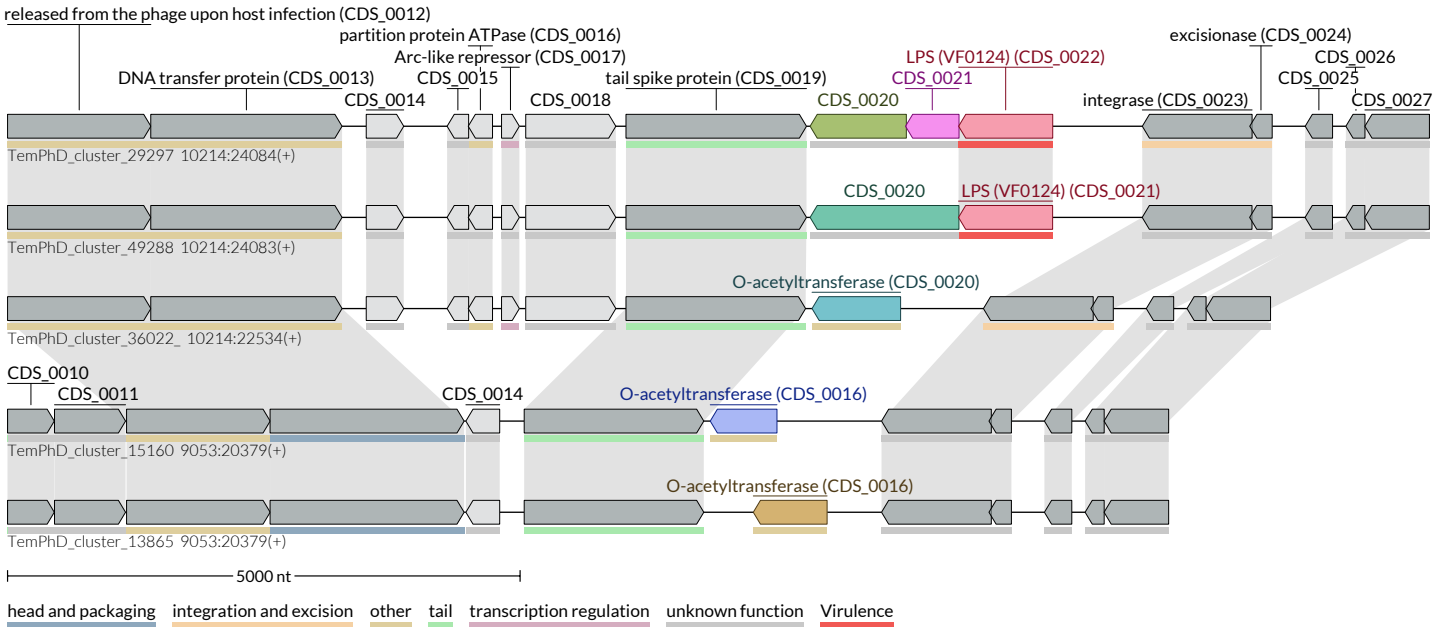 released from the phage upon host infection (CDS_0012)
partition protein ATPase (CDS_0016)
excisionase (CDS_0024)
Arc-like repressor (CDS_0017)
LPS (VF0124) (CDS_0022)
CDS_0026
DNA transfer protein (CDS_0013)
CDS_0015
tail spike protein (CDS_0019)
CDS_0021
CDS_0025
CDS_0014
CDS_0018
CDS_0020
integrase (CDS_0023)
CDS_0027
TemPhD_cluster_29297 10214:24084(+)
CDS_0020
LPS (VF0124) (CDS_0021)
TemPhD_cluster_49288 10214:24083(+)
O-acetyltransferase (CDS_0020)
TemPhD_cluster_36022_ 10214:22534(+)
CDS_0010
CDS_0011
CDS_0014
O-acetyltransferase (CDS_0016)
TemPhD_cluster_15160 9053:20379(+)
O-acetyltransferase (CDS_0016)
TemPhD_cluster_13865 9053:20379(+)
5000 nt
head and packaging
integration and excision
other
tail
transcription regulation
unknown function
Virulence